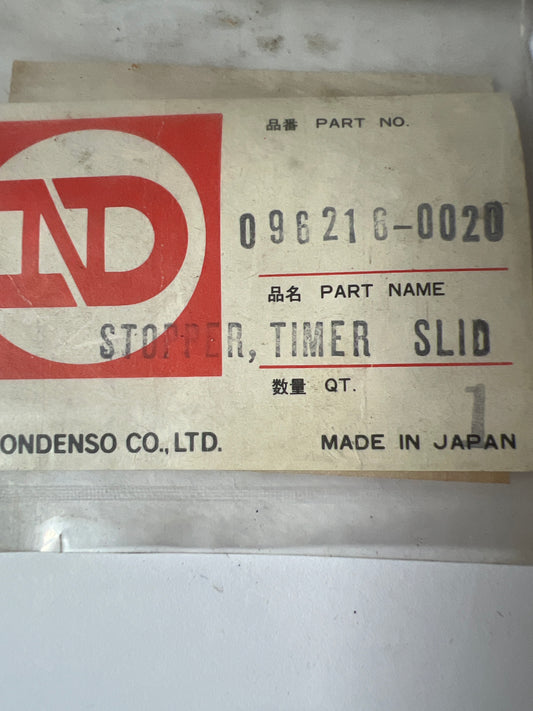 ND
品番 PART NO.
096216-0020
品名 PART NAME
STOPPER, TIMER SLID
数量 QT.
1
ONDENSO CO., LTD.
MADE IN JAPAN